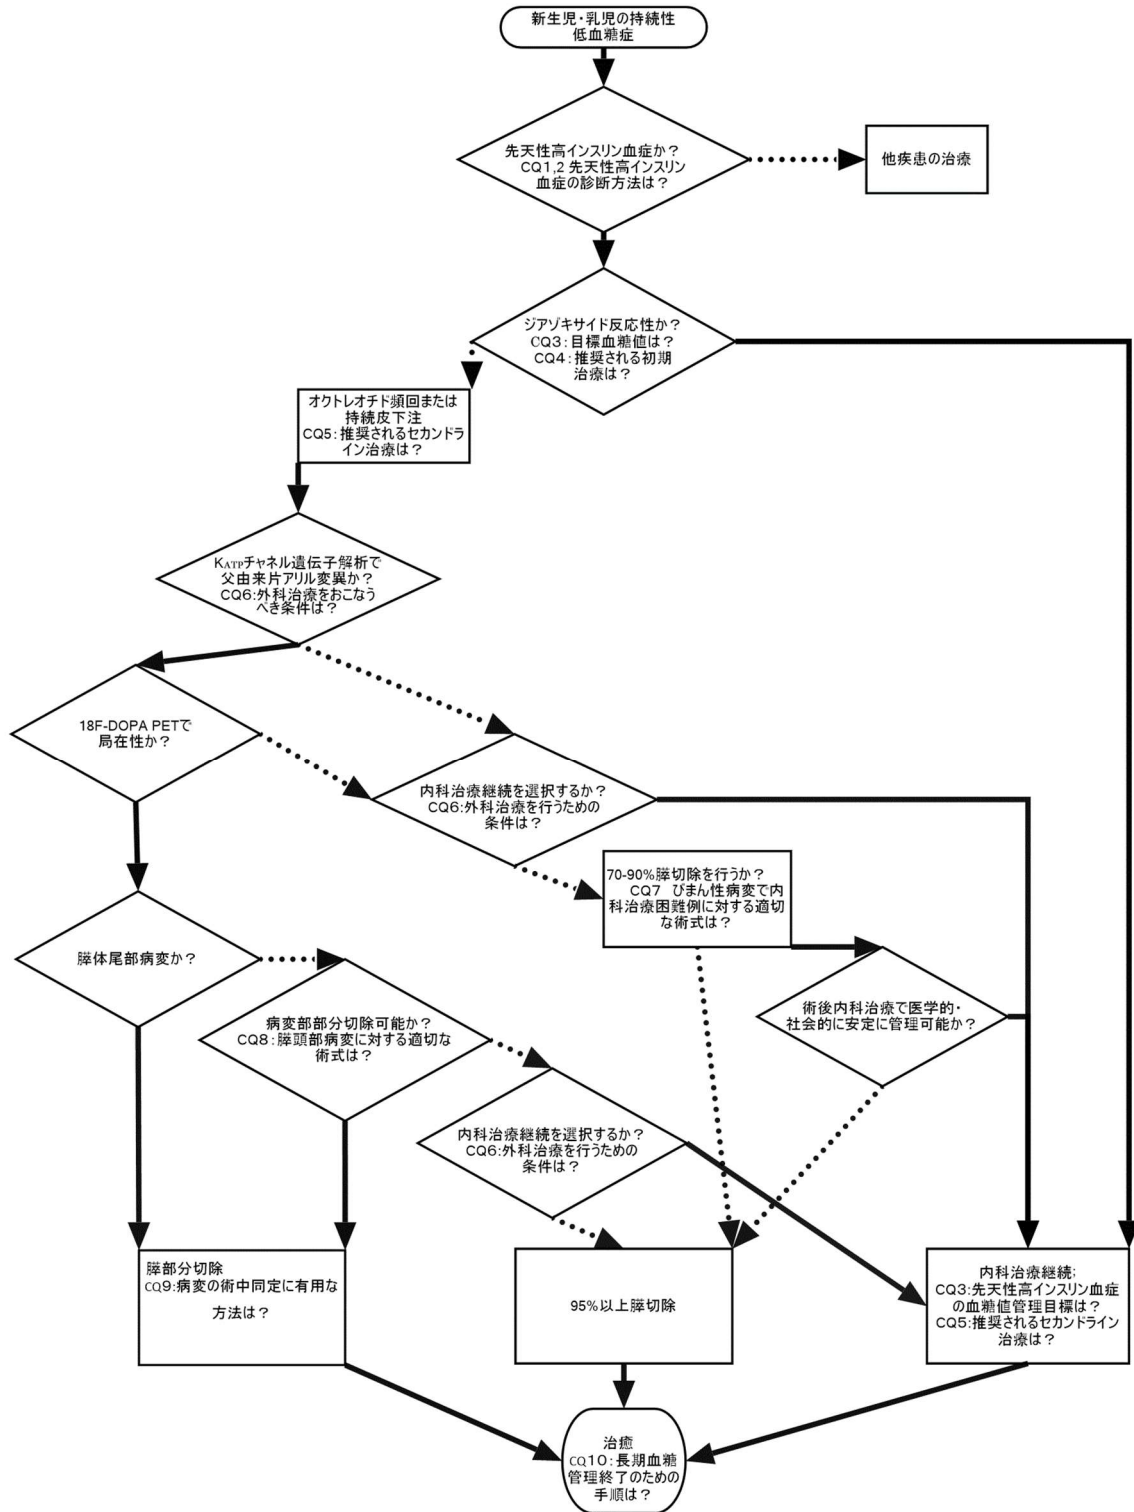 新生児・乳児の持続性
低血糖症
先天性高インスリン血症か?
CQ1,2 先天性高インスリン
血症の診断方法は?
他疾患の治療
ジアゾキサイド反応性か?
CQ3:目標血糖値は?
CQ4:推奨される初期
治療は?
オクトレオチド頻回または
持続皮下注
CQ5:推奨されるセカンドラ
イン治療は?
KATPチャネル遺伝子解析で
父由来片アリル変異か?
CQ6:外科治療をおこなう
べき条件は?
18F-DOPA PETで
局在性か?
内科治療継続を選択するか?
CQ6:外科治療を行うための
条件は?
70-90%膵切除を行うか?
CQ7 びまん性病変で内
科治療困難例に対する適切
な術式は?
膵体尾部病変か?
病変部部分切除可能か?
CQ8:膵頭部病変に対する適切な
術式は?
術後内科治療で医学的・
社会的に安定に管理可能か?
内科治療継続を選択するか?
CQ6:外科治療を行うための
条件は?
膵部分切除
CQ9:病変の術中同定に有用な
方法は?
95%以上膵切除
内科治療継続;
CQ3:先天性高インスリン血症
の血糖値管理目標は?
CQ5:推奨されるセカンドライン
治療は?
治癒
CQ10:長期血糖
管理終了のための
手順は?